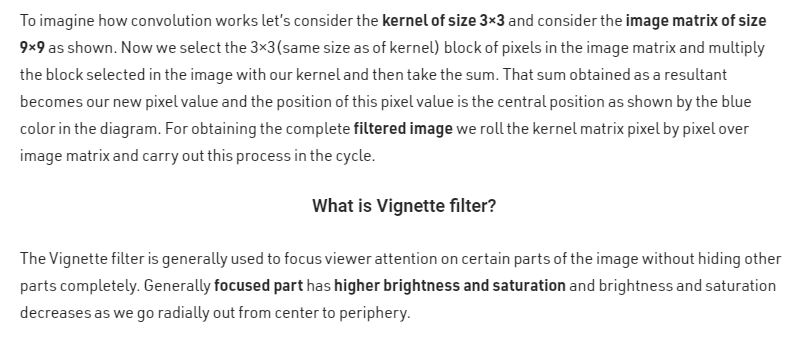 To imagine how convolution works let's consider the kernel of size 3×3 and consider the image matrix of size
9×9 as shown. Now we select the 3×3(same size as of kernel) block of pixels in the image matrix and multiply
the block selected in the image with our kernel and then take the sum. That sum obtained as a resultant
becomes our new pixel value and the position of this pixel value is the central position as shown by the blue
color in the diagram. For obtaining the complete filtered image we roll the kernel matrix pixel by pixel over
image matrix and carry out this process in the cycle.
What is Vignette filter?
The Vignette filter is generally used to focus viewer attention on certain parts of the image without hiding other
parts completely. Generally focused part has higher brightness and saturation and brightness and saturation
decreases as we go radially out from center to periphery.